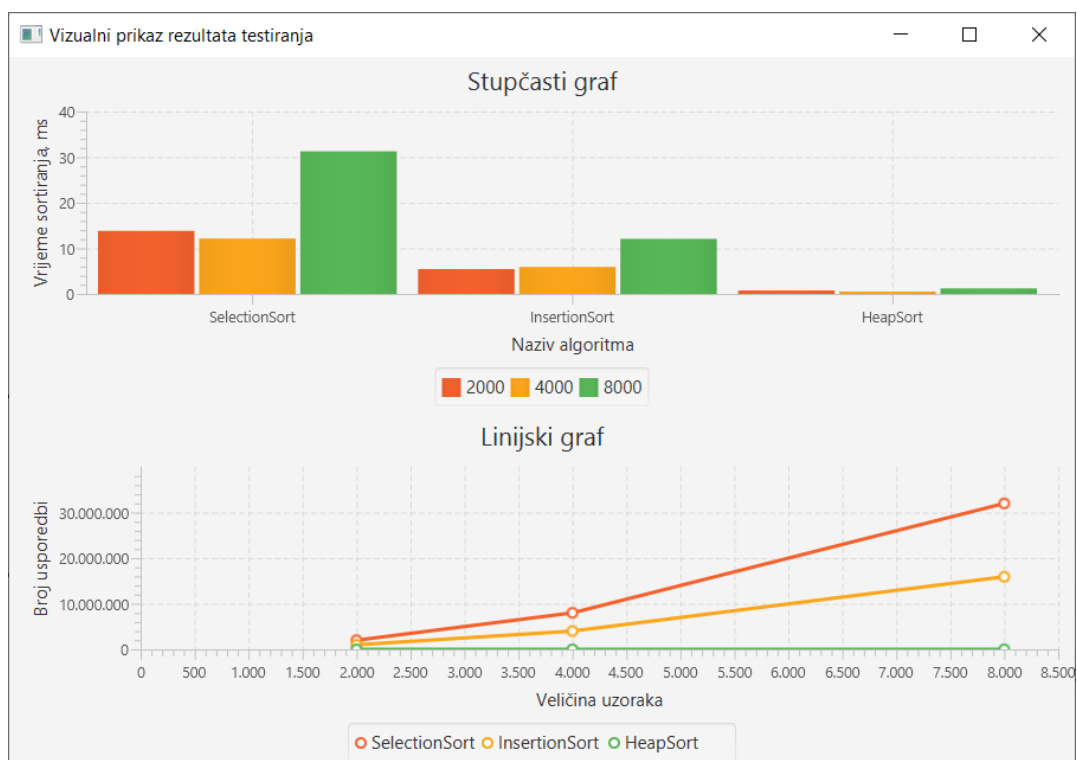 Vizualni prikaz rezultata testiranja
Stupčasti graf
Vrijeme sortiranja, ms
40
30
20
10
0
SelectionSort InsertionSort HeapSort
Naziv algoritma
2000 4000 8000
Linijski graf
Broj usporedbi
30.000.000
20.000.000
10.000.000
0
0 500 1.000 1.500 2.000 2.500 3.000 3.500 4.000 4.500 5.000 5.500 6.000 6.500 7.000 7.500 8.000 8.500
Veličina uzoraka
SelectionSort InsertionSort HeapSort